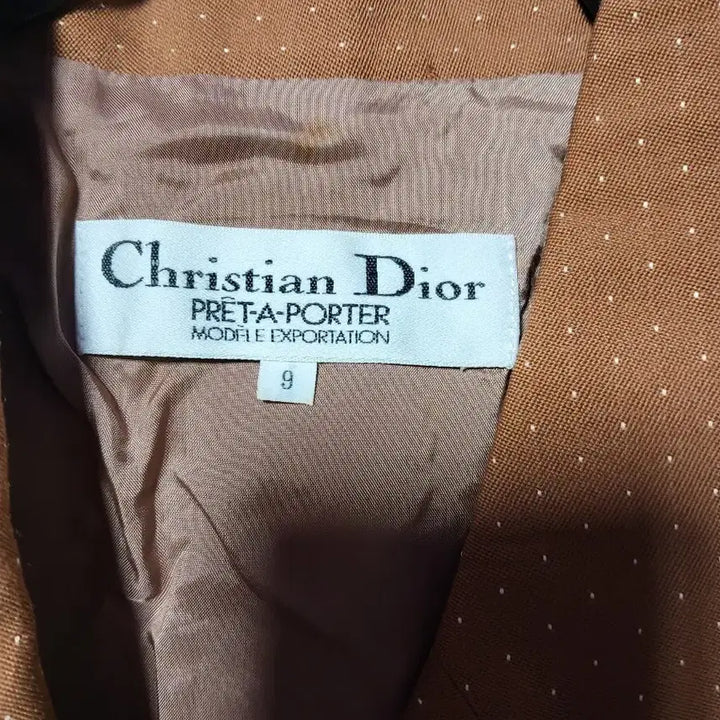 Christian Dior
PRÊT-A-PORTER
MODÈLE EXPORTATION
9